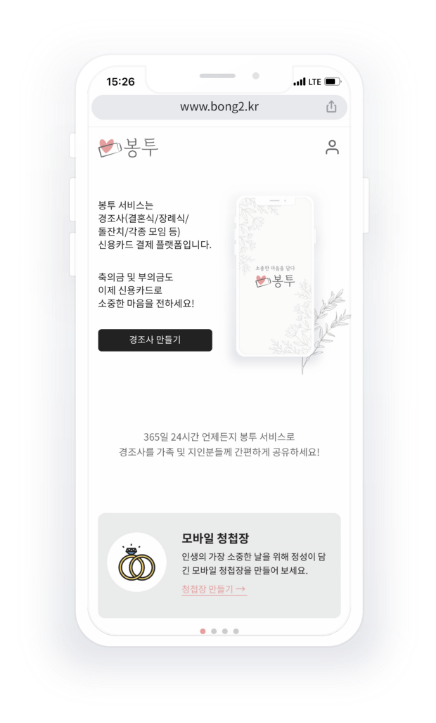 15:26
LTE
www.bong2.kr
봉투
봉투 서비스는
경조사(결혼식/장례식/
돌잔치/각종 모임 등)
신용카드 결제 플랫폼입니다.
축의금 및 부의금도
이제 신용카드로
소중한 마음을 전하세요!
소중한 마음을 담다
봉투
경조사 만들기
365일 24시간 언제든지 봉투 서비스로
경조사를 가족 및 지인분들께 간편하게 공유하세요!
모바일 청첩장
인생의 가장 소중한 날을 위해 정성이 담
긴 모바일 청첩장을 만들어 보세요.
청첩장 만들기 →